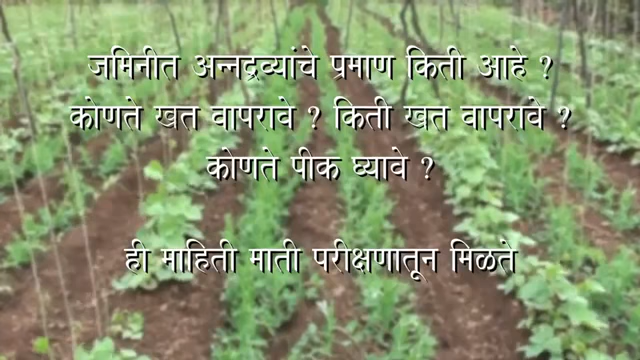 जमिनीत अन्नद्रव्यांचे प्रमाण किती आहे ?
कोणते खत वापरावे ? किती खत वापरावे ?
कोणते पीक घ्यावे ?
ही माहिती माती परीक्षणातून मिळते